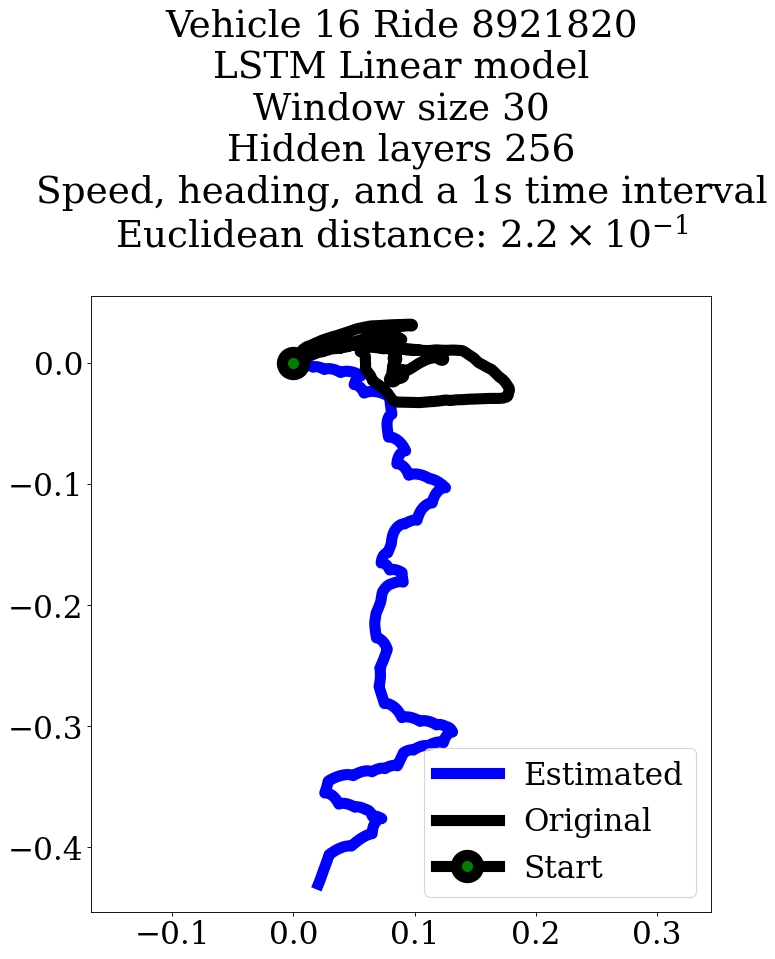 Vehicle 16 Ride 8921820
LSTM Linear model
Window size 30
Hidden layers 256
Speed, heading, and a 1s time interval
Euclidean distance: 2.2 × 10⁻¹
0.0
−0.1
−0.2
−0.3
−0.4
Estimated
Original
Start
−0.1 0.0 0.1 0.2 0.3